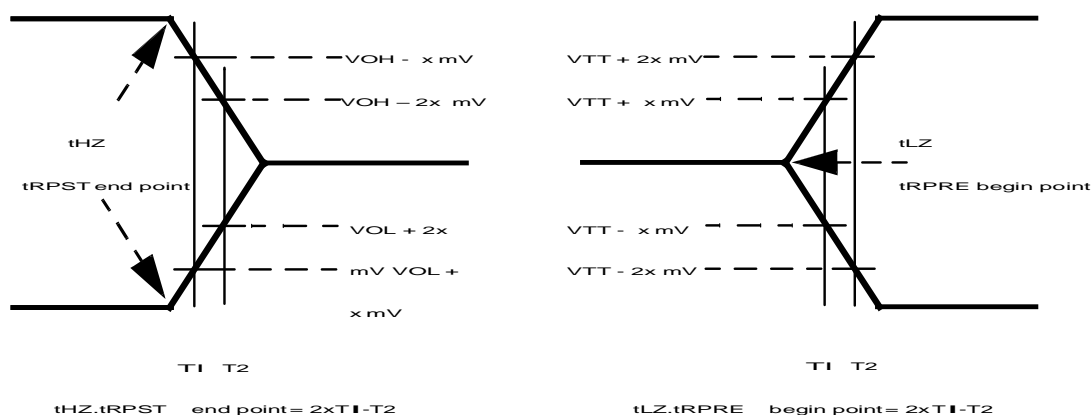 VOH - x mV
VOH – 2x mV
tHZ
tRPST end point
VOL + 2x
mV VOL +
x mV
T1 T2
tHZ,tRPST end point = 2xT1-T2
VTT + 2x mV
VTT + x mV
tLZ
tRPRE begin point
VTT - x mV
VTT - 2x mV
T1 T2
tLZ,tRPRE begin point = 2xT1-T2